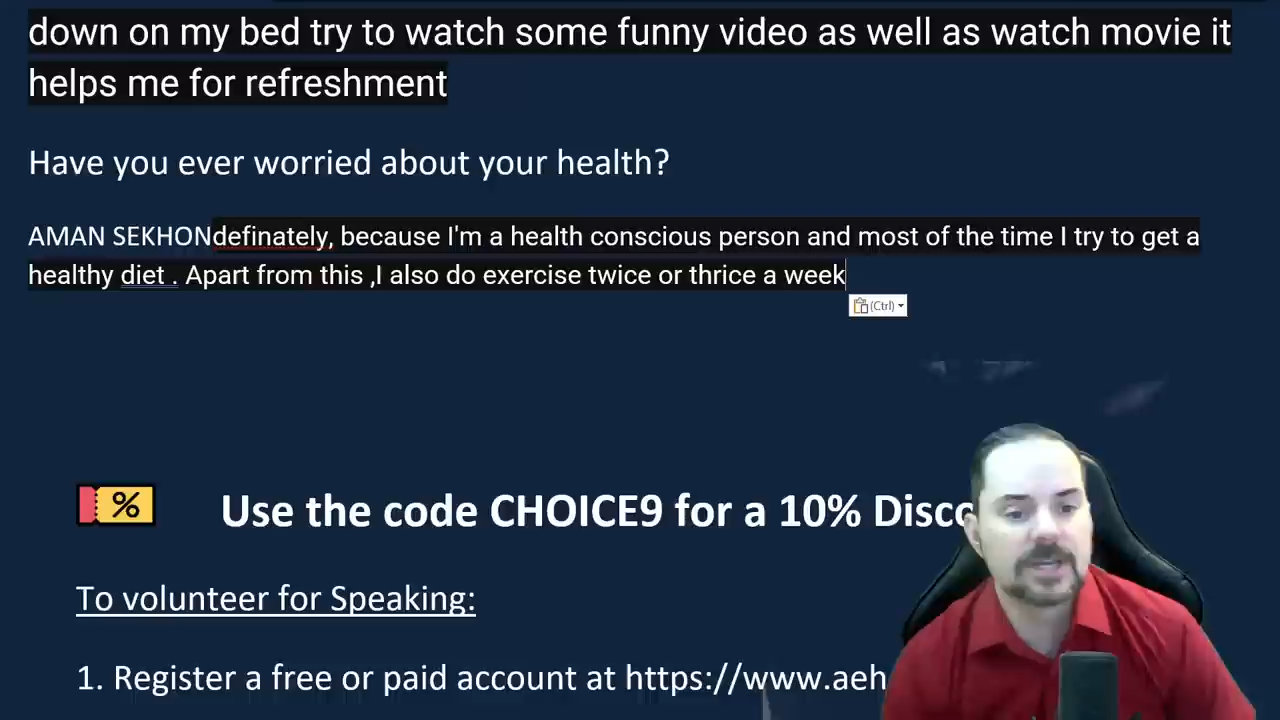 down on my bed try to watch some funny video as well as watch movie it
helps me for refreshment
Have you ever worried about your health?
AMAN SEKHONdefinately, because I'm a health conscious person and most of the time I try to get a
healthy diet . Apart from this ,I also do exercise twice or thrice a week
(Ctrl)
% Use the code CHOICE9 for a 10% Disco
To volunteer for Speaking:
1. Register a free or paid account at https://www.aeh